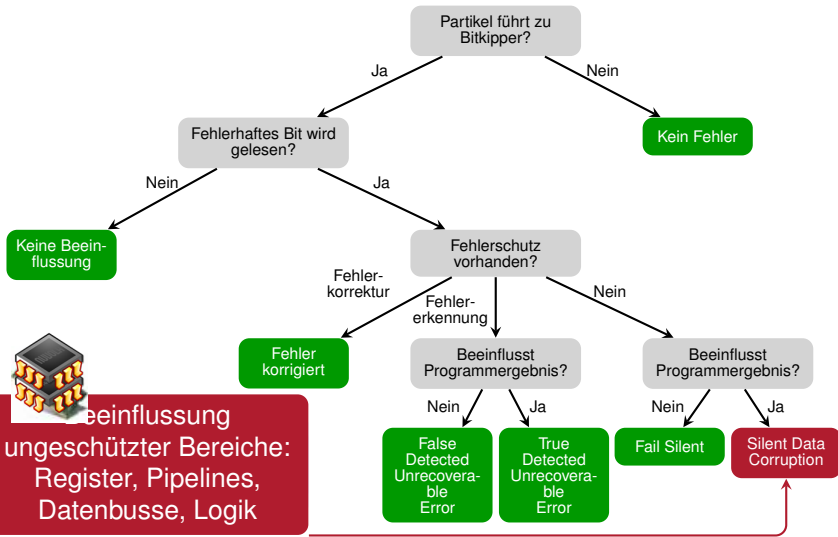 Partikel führt zu
Bitkipper?
Ja
Nein
Fehlerhaftes Bit wird
gelesen?
Kein Fehler
Nein
Ja
Keine Beein-
flussung
Fehlerschutz
vorhanden?
Fehler-
korrektur
Fehler-
erkennung
Nein
Fehler
korrigiert
Beeinflusst
Programmergebnis?
Beeinflusst
Programmergebnis?
Nein
Ja
Nein
Ja
False
Detected
Unrecovera-
ble
Error
True
Detected
Unrecovera-
ble
Error
Fail Silent
Silent Data
Corruption
Beeinflussung
ungeschützter Bereiche:
Register, Pipelines,
Datenbusse, Logik